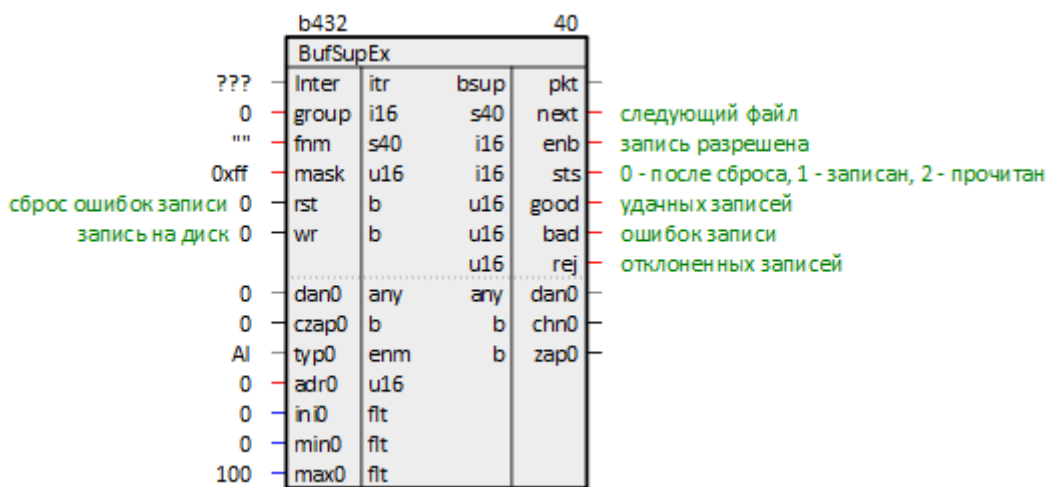 b432 40
BufSupEx
??? Inter itr bsup pkt
0 group i16 s40 next следующий файл
"" fnm s40 i16 enb запись разрешена
0xff mask u16 i16 sts 0 - после сброса, 1 - записан, 2 - прочитан
сброс ошибок записи 0 rst b u16 good удачных записей
запись на диск 0 wr b u16 bad ошибок записи
u16 rej отклоненных записей
0 dan0 any any dan0
0 czap0 b b chn0
AI typ0 enm b zap0
0 adr0 u16
0 ini0 flt
0 min0 flt
100 max0 flt